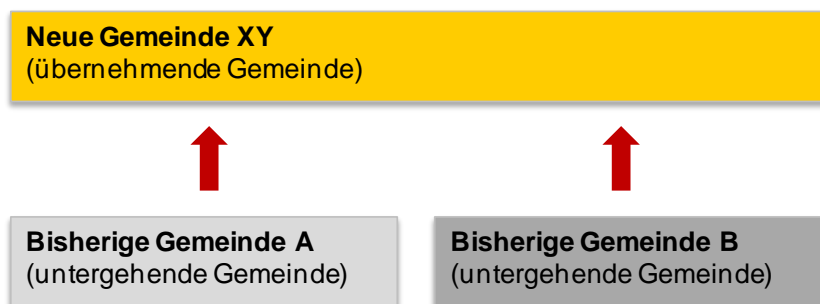 Neue Gemeinde XY
(übernehmende Gemeinde)
Bisherige Gemeinde A
(untergehende Gemeinde)
Bisherige Gemeinde B
(untergehende Gemeinde)